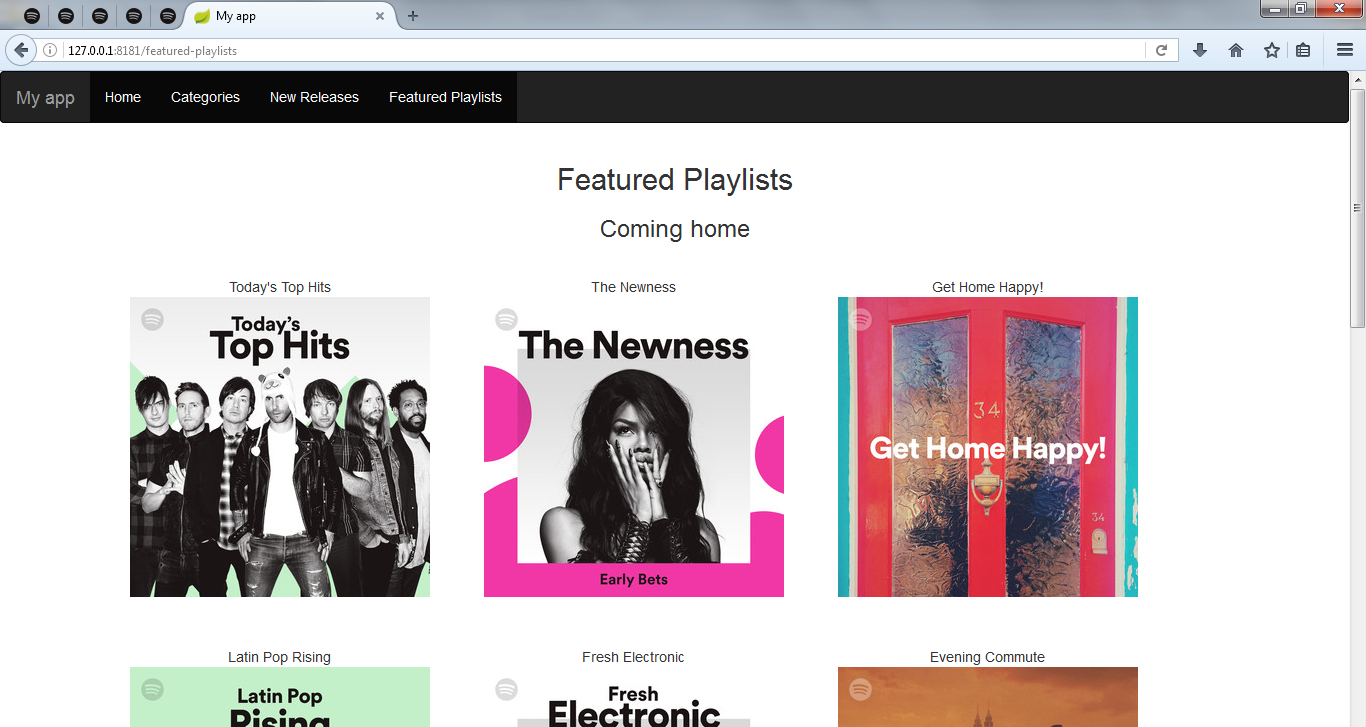 My app
127.0.0.1:8181/featured-playlists
My app Home Categories New Releases Featured Playlists
Featured Playlists
Coming home
Today's Top Hits The Newness Get Home Happy!
Today's
Top Hits
The Newness
34
Get Home Happy!
34
Early Bets
Latin Pop Rising Fresh Electronic Evening Commute
Latin Pop
Rising
Fresh
Electronic